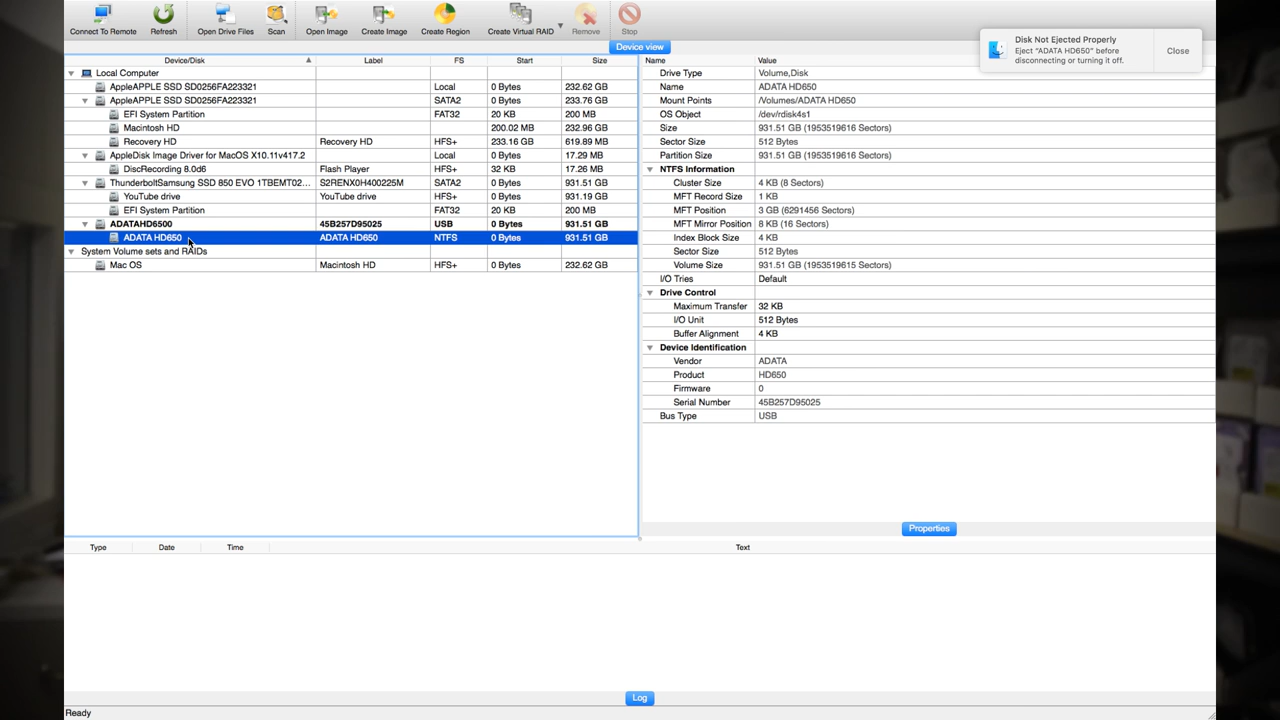 Connect To Remote Refresh Open Drive Files Scan Open Image Create Image Create Region Create Virtual RAID Remove Stop
Device view
Disk Not Ejected Properly
Eject "ADATA HD650" before
disconnecting or turning it off.
Close
Device/Disk Label FS Start Size
Local Computer
AppleAPPLE SSD SD0256FA223321 Local 0 Bytes 232.62 GB
AppleAPPLE SSD SD0256FA223321 SATA2 0 Bytes 233.76 GB
EFI System Partition FAT32 20 KB 200 MB
Macintosh HD 200.02 MB 232.96 GB
Recovery HD Recovery HD HFS+ 233.16 GB 619.89 MB
AppleDisk Image Driver for MacOS X10.11v417.2 Local 0 Bytes 17.29 MB
DiscRecording 8.0d6 Flash Player HFS+ 32 KB 17.26 MB
ThunderboltSamsung SSD 850 EVO 1TBEMT02... S2RENX0H400225M SATA2 0 Bytes 931.51 GB
YouTube drive YouTube drive HFS+ 0 Bytes 931.19 GB
EFI System Partition FAT32 20 KB 200 MB
ADATAHD6500 45B257D95025 USB 0 Bytes 931.51 GB
ADATA HD650 ADATA HD650 NTFS 0 Bytes 931.51 GB
System Volume sets and RAIDs
Mac OS Macintosh HD HFS+ 0 Bytes 232.62 GB
Name Value
Drive Type Volume,Disk
Name ADATA HD650
Mount Points /Volumes/ADATA HD650
OS Object /dev/rdisk4s1
Size 931.51 GB (1953519616 Sectors)
Sector Size 512 Bytes
Partition Size 931.51 GB (1953519616 Sectors)
NTFS Information
Cluster Size 4 KB (8 Sectors)
MFT Record Size 1 KB
MFT Position 3 GB (6291456 Sectors)
MFT Mirror Position 8 KB (16 Sectors)
Index Block Size 4 KB
Sector Size 512 Bytes
Volume Size 931.51 GB (1953519615 Sectors)
I/O Tries Default
Drive Control
Maximum Transfer 32 KB
I/O Unit 512 Bytes
Buffer Alignment 4 KB
Device Identification
Vendor ADATA
Product HD650
Firmware 0
Serial Number 45B257D95025
Bus Type USB
Properties
Type Date Time Text
Log
Ready